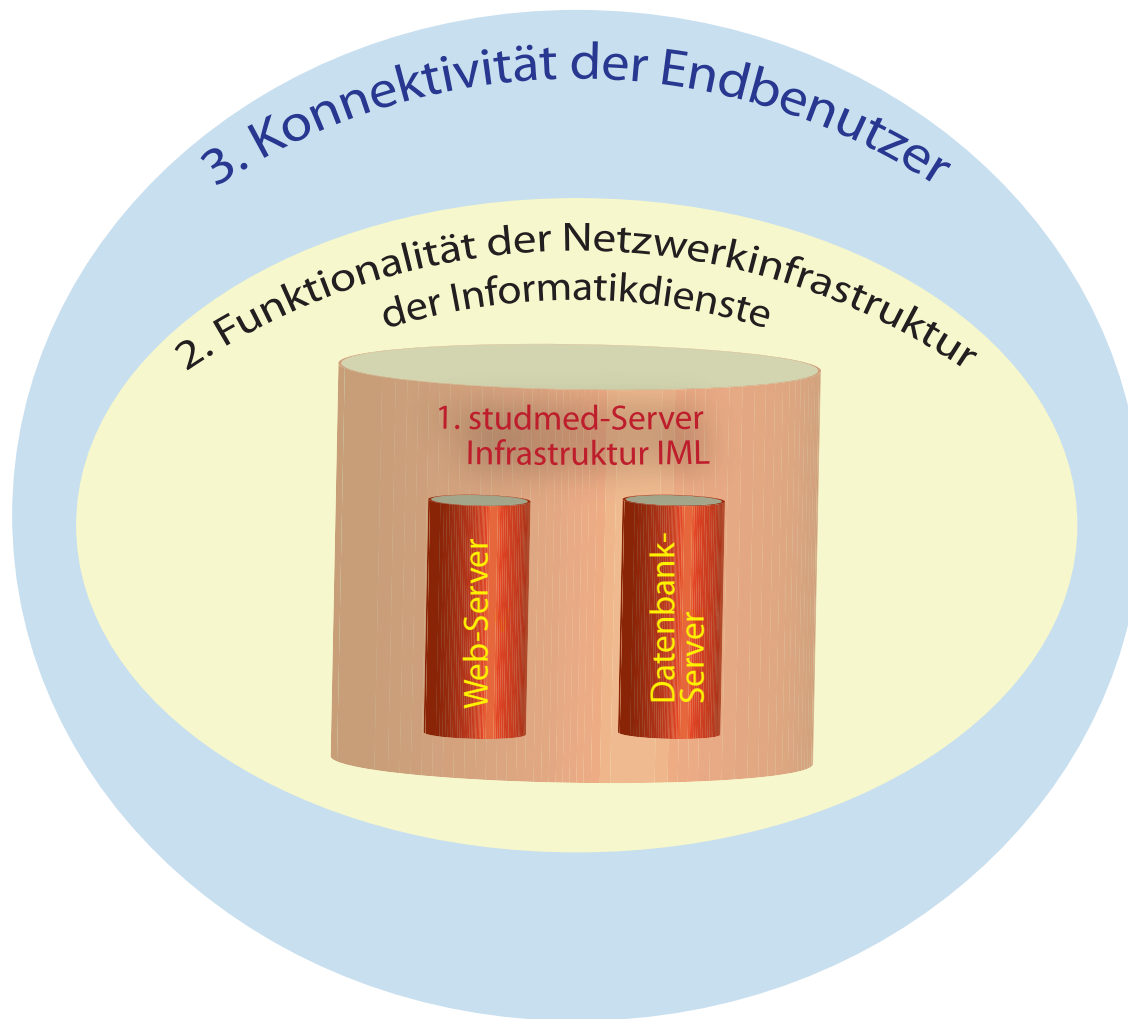 3. Konnektivität der Endbenutzer
2. Funktionalität der Netzwerkinfrastruktur
der Informatikdienste
1. studmed-Server
Infrastruktur IML
Web-Server
Datenbank-
Server